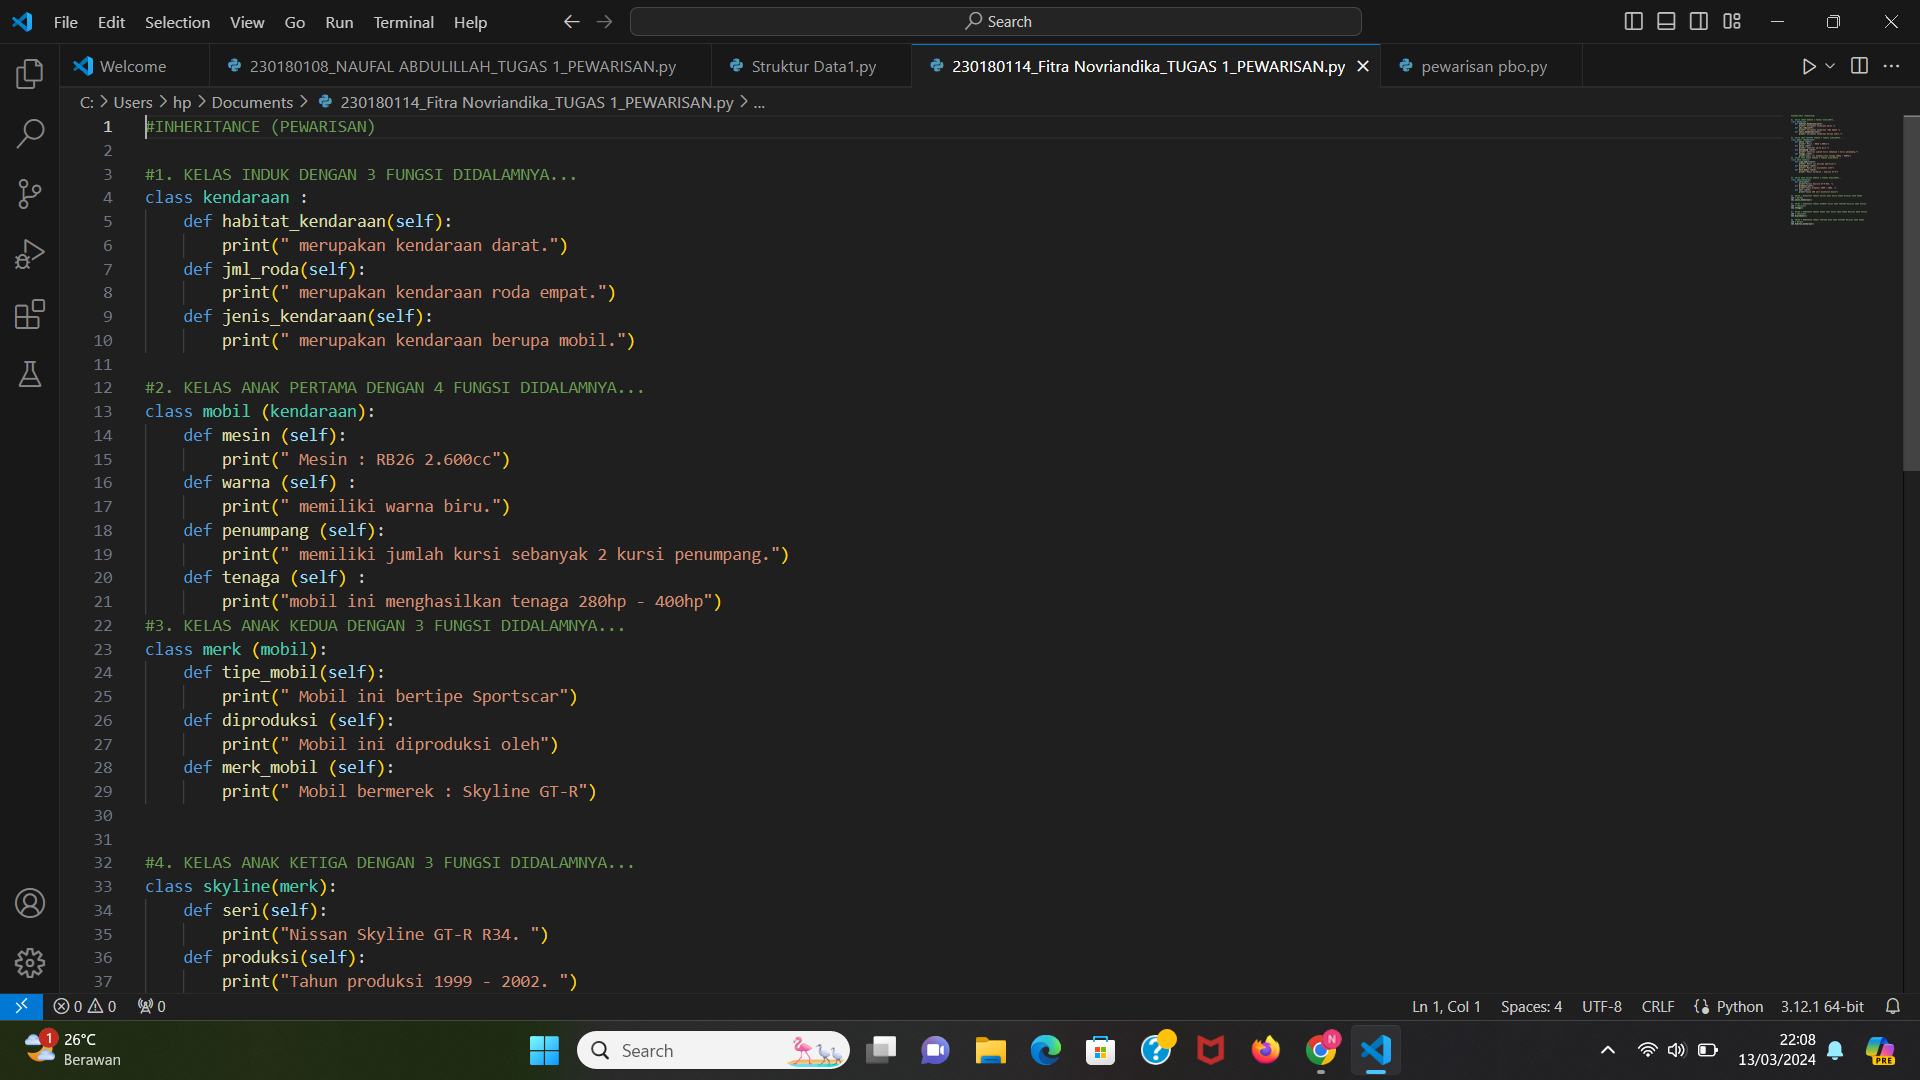 File Edit Selection View Go Run Terminal Help Search
Welcome 230180108_NAUFAL ABDULILLAH_TUGAS 1_PEWARISAN.py Struktur Data1.py 230180114_Fitra Novriandika_TUGAS 1_PEWARISAN.py pewarisan pbo.py
C: > Users > hp > Documents > 230180114_Fitra Novriandika_TUGAS 1_PEWARISAN.py > ...
1 #INHERITANCE (PEWARISAN)
2
3 #1. KELAS INDUK DENGAN 3 FUNGSI DIDALAMNYA...
4 class kendaraan :
5     def habitat_kendaraan(self):
6         print(" merupakan kendaraan darat.")
7     def jml_roda(self):
8         print(" merupakan kendaraan roda empat.")
9     def jenis_kendaraan(self):
10         print(" merupakan kendaraan berupa mobil.")
11
12 #2. KELAS ANAK PERTAMA DENGAN 4 FUNGSI DIDALAMNYA...
13 class mobil (kendaraan):
14     def mesin (self):
15         print(" Mesin : RB26 2.600cc")
16     def warna (self) :
17         print(" memiliki warna biru.")
18     def penumpang (self):
19         print(" memiliki jumlah kursi sebanyak 2 kursi penumpang.")
20     def tenaga (self) :
21         print("mobil ini menghasilkan tenaga 280hp - 400hp")
22 #3. KELAS ANAK KEDUA DENGAN 3 FUNGSI DIDALAMNYA...
23 class merk (mobil):
24     def tipe_mobil(self):
25         print(" Mobil ini bertipe Sportscar")
26     def diproduksi (self):
27         print(" Mobil ini diproduksi oleh")
28     def merk_mobil (self):
29         print(" Mobil bermerek : Skyline GT-R")
30
31
32 #4. KELAS ANAK KETIGA DENGAN 3 FUNGSI DIDALAMNYA...
33 class skyline(merk):
34     def seri(self):
35         print("Nissan Skyline GT-R R34. ")
36     def produksi(self):
37         print("Tahun produksi 1999 - 2002. ")
0 0 0 Ln 1, Col 1 Spaces: 4 UTF-8 CRLF {} Python 3.12.1 64-bit
1 26°C Search N 22:08
Berawan 13/03/2024 PRE